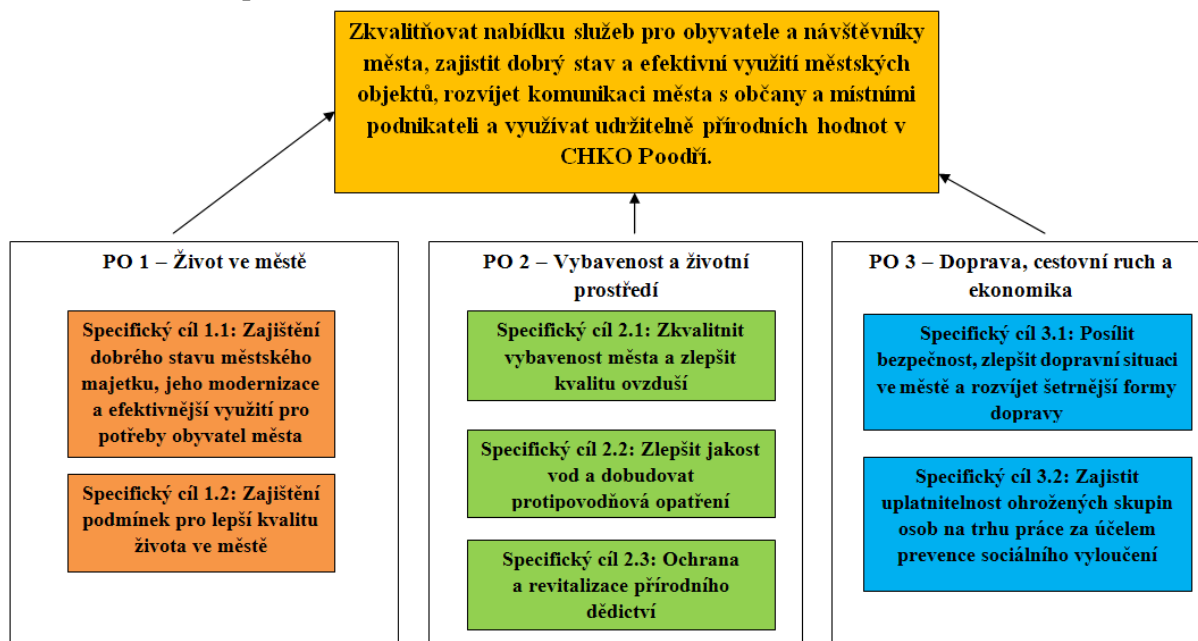 Zkvalitňovat nabídku služeb pro obyvatele a návštěvníky
města, zajistit dobrý stav a efektivní využití městských
objektů, rozvíjet komunikaci města s občany a místními
podnikateli a využívat udržitelně přírodních hodnot v
CHKO Poodří.
PO 1 – Život ve městě
Specifický cíl 1.1: Zajištění
dobrého stavu městského
majetku, jeho modernizace
a efektivnější využití pro
potřeby obyvatel města
Specifický cíl 1.2: Zajištění
podmínek pro lepší kvalitu
života ve městě
PO 2 – Vybavenost a životní
prostředí
Specifický cíl 2.1: Zkvalitnit
vybavenost města a zlepšit
kvalitu ovzduší
Specifický cíl 2.2: Zlepšit jakost
vod a dobudovat
protipovodňová opatření
Specifický cíl 2.3: Ochrana
a revitalizace přírodního
dědictví
PO 3 – Doprava, cestovní ruch a
ekonomika
Specifický cíl 3.1: Posílit
bezpečnost, zlepšit dopravní situaci
ve městě a rozvíjet šetrnější formy
dopravy
Specifický cíl 3.2: Zajistit
uplatnitelnost ohrožených skupin
osob na trhu práce za účelem
prevence sociálního vyloučení